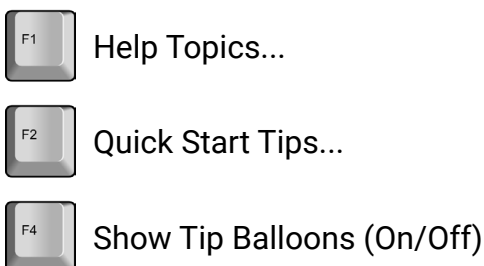 F1 Help Topics...
F2 Quick Start Tips...
F4 Show Tip Balloons (On/Off)